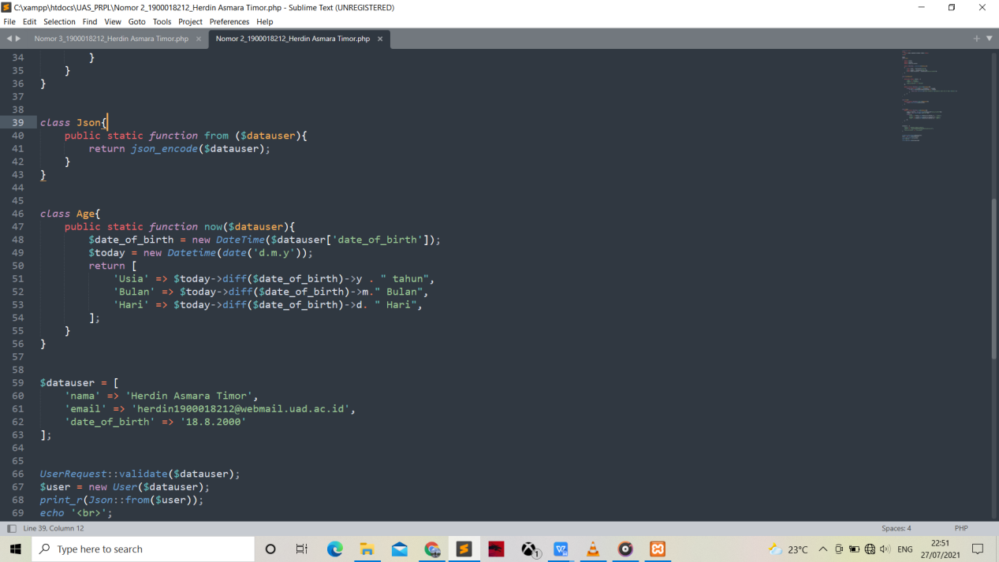 C:\xampp\htdocs\UAS_PRPL\Nomor 2_1900018212_Herdin Asmara Timor.php - Sublime Text (UNREGISTERED)
File Edit Selection Find View Goto Tools Project Preferences Help
Nomor 3_1900018212_Herdin Asmara Timor.php × Nomor 2_1900018212_Herdin Asmara Timor.php ×
34         }
35     }
36 }
37
38
39 class Json{
40     public static function from ($datauser){
41         return json_encode($datauser);
42     }
43 }
44
45
46 class Age{
47     public static function now($datauser){
48         $date_of_birth = new DateTime($datauser['date_of_birth']);
49         $today = new Datetime(date('d.m.y'));
50         return [
51             'Usia' => $today->diff($date_of_birth)->y . " tahun",
52             'Bulan' => $today->diff($date_of_birth)->m." Bulan",
53             'Hari' => $today->diff($date_of_birth)->d. " Hari",
54         ];
55     }
56 }
57
58
59 $datauser = [
60     'nama' => 'Herdin Asmara Timor',
61     'email' => 'herdin1900018212@webmail.uad.ac.id',
62     'date_of_birth' => '18.8.2000'
63 ];
64
65
66 UserRequest::validate($datauser);
67 $user = new User($datauser);
68 print_r(Json::from($user));
69 echo '<br>';
Line 39, Column 12 Spaces: 4 PHP
Type here to search 1 23°C ENG 22:51
27/07/2021